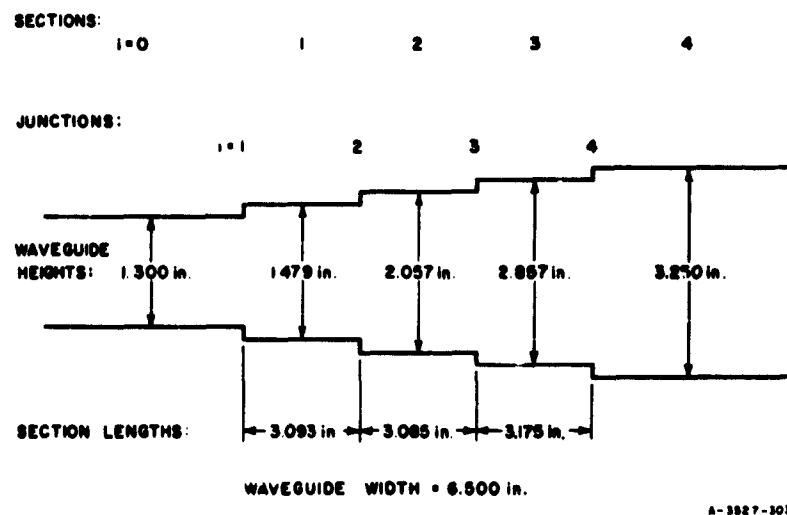 SECTIONS:
i=0 1 2 3 4
JUNCTIONS:
i=1 2 3 4
WAVEGUIDE
HEIGHTS: 1.300 in. 1.479 in. 2.057 in. 2.857 in. 3.250 in.
SECTION LENGTHS: 3.093 in. 3.085 in. 3.175 in.
WAVEGUIDE WIDTH = 6.500 in.
A-3527-303